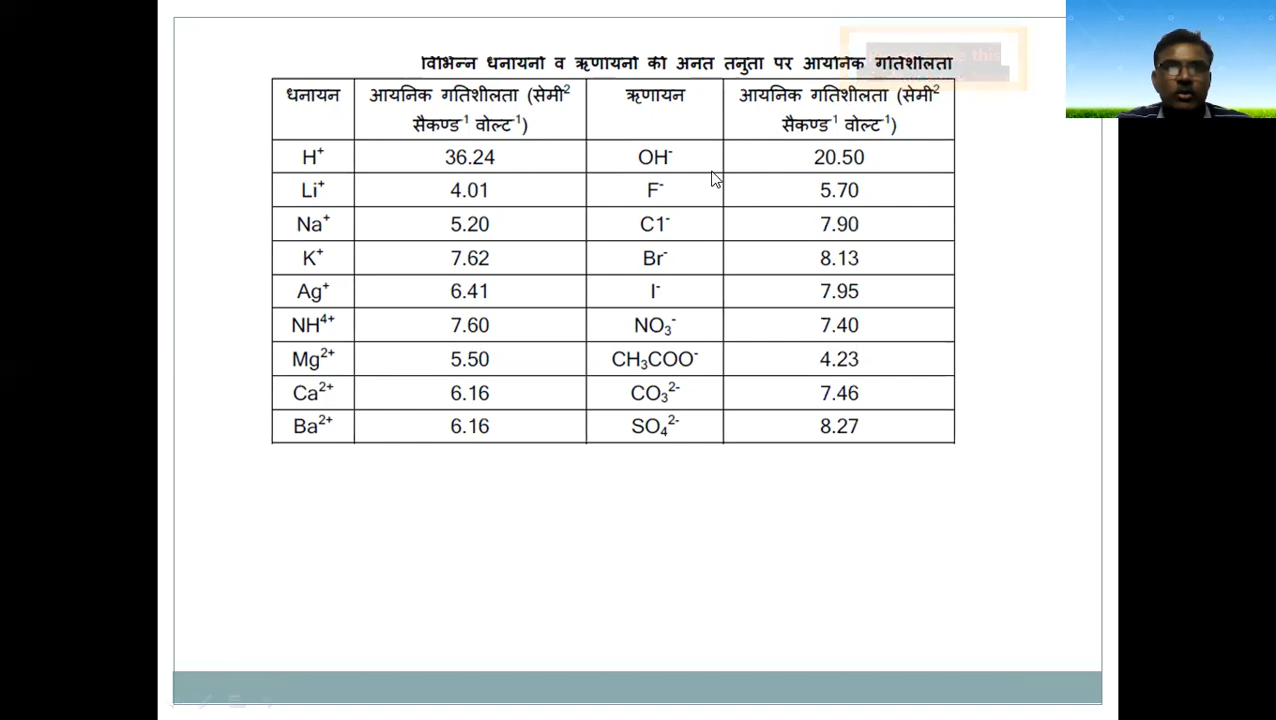 विभिन्न धनायनों व ऋणायनों की अनंत तनुता पर आयनिक गतिशीलता
धनायन आयनिक गतिशीलता (सेमी² सैकण्ड⁻¹ वोल्ट⁻¹) ऋणायन आयनिक गतिशीलता (सेमी² सैकण्ड⁻¹ वोल्ट⁻¹)
H⁺ 36.24 OH⁻ 20.50
Li⁺ 4.01 F⁻ 5.70
Na⁺ 5.20 C1⁻ 7.90
K⁺ 7.62 Br⁻ 8.13
Ag⁺ 6.41 I⁻ 7.95
NH⁴⁺ 7.60 NO₃⁻ 7.40
Mg²⁺ 5.50 CH₃COO⁻ 4.23
Ca²⁺ 6.16 CO₃²⁻ 7.46
Ba²⁺ 6.16 SO₄²⁻ 8.27